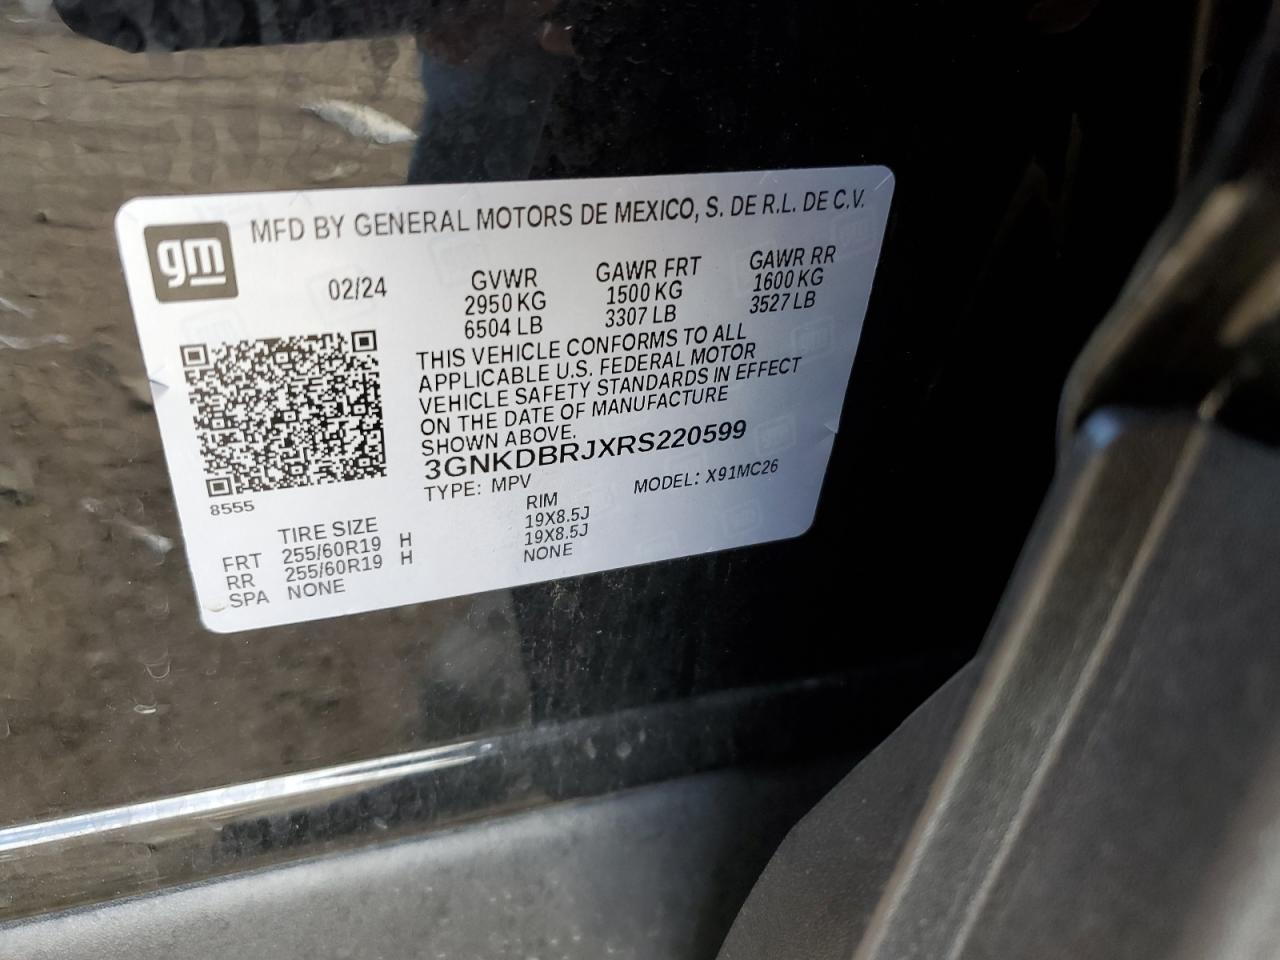 gm
MFD BY GENERAL MOTORS DE MEXICO, S. DE R.L. DE C.V.
02/24 GVWR GAWR FRT GAWR RR
2950 KG 1500 KG 1600 KG
6504 LB 3307 LB 3527 LB
THIS VEHICLE CONFORMS TO ALL
APPLICABLE U.S. FEDERAL MOTOR
VEHICLE SAFETY STANDARDS IN EFFECT
ON THE DATE OF MANUFACTURE
SHOWN ABOVE.
3GNKDBRJXRS220599
TYPE: MPV MODEL: X91MC26
8555
TIRE SIZE RIM
FRT 255/60R19 H 19X8.5J
RR 255/60R19 H 19X8.5J
SPA NONE NONE